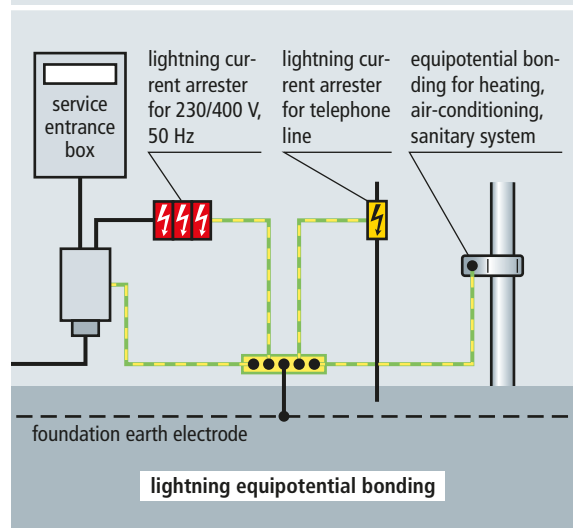 service
entrance
box
lightning cur-
rent arrester
for 230/400 V,
50 Hz
lightning cur-
rent arrester
for telephone
line
equipotential bon-
ding for heating,
air-conditioning,
sanitary system
foundation earth electrode
lightning equipotential bonding